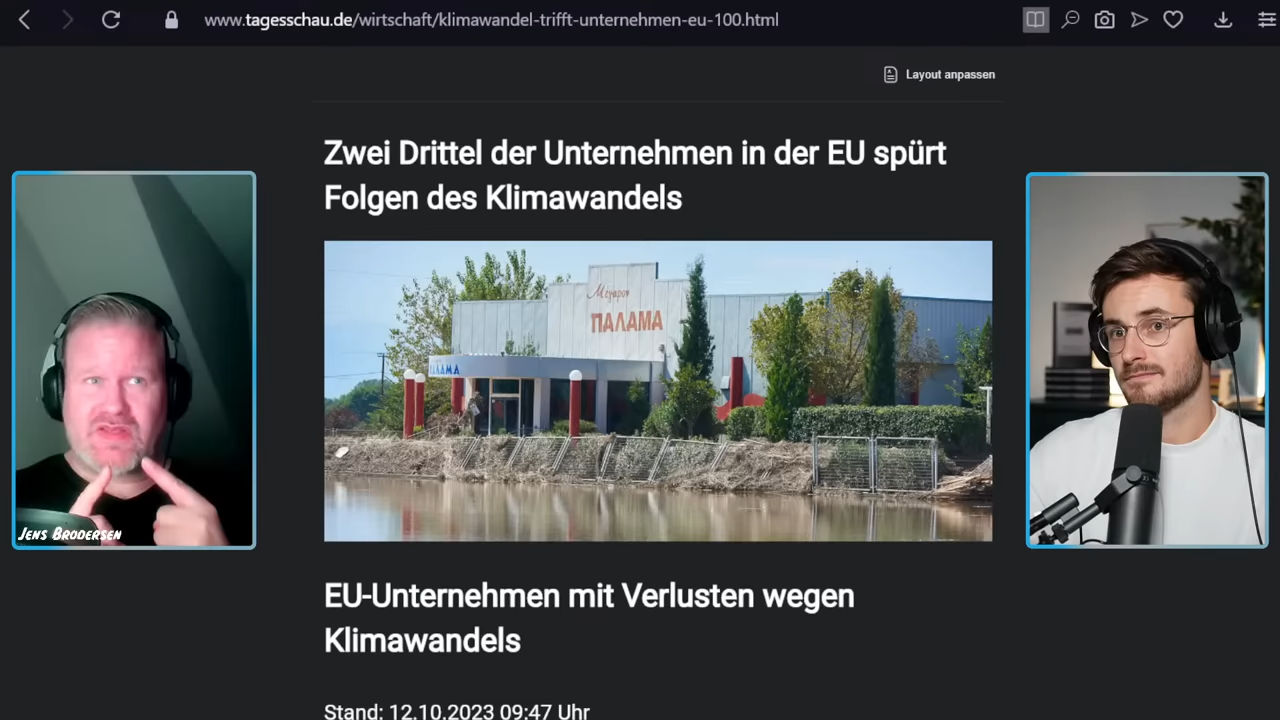 www.tagesschau.de/wirtschaft/klimawandel-trifft-unternehmen-eu-100.html
Layout anpassen
Zwei Drittel der Unternehmen in der EU spürt
Folgen des Klimawandels
Μέγαρον
ΠΑΛΑΜΑ
ΠΑΛΑΜΑ
JENS BRODERSEN
EU-Unternehmen mit Verlusten wegen
Klimawandels
Stand: 12.10.2023 09:47 Uhr